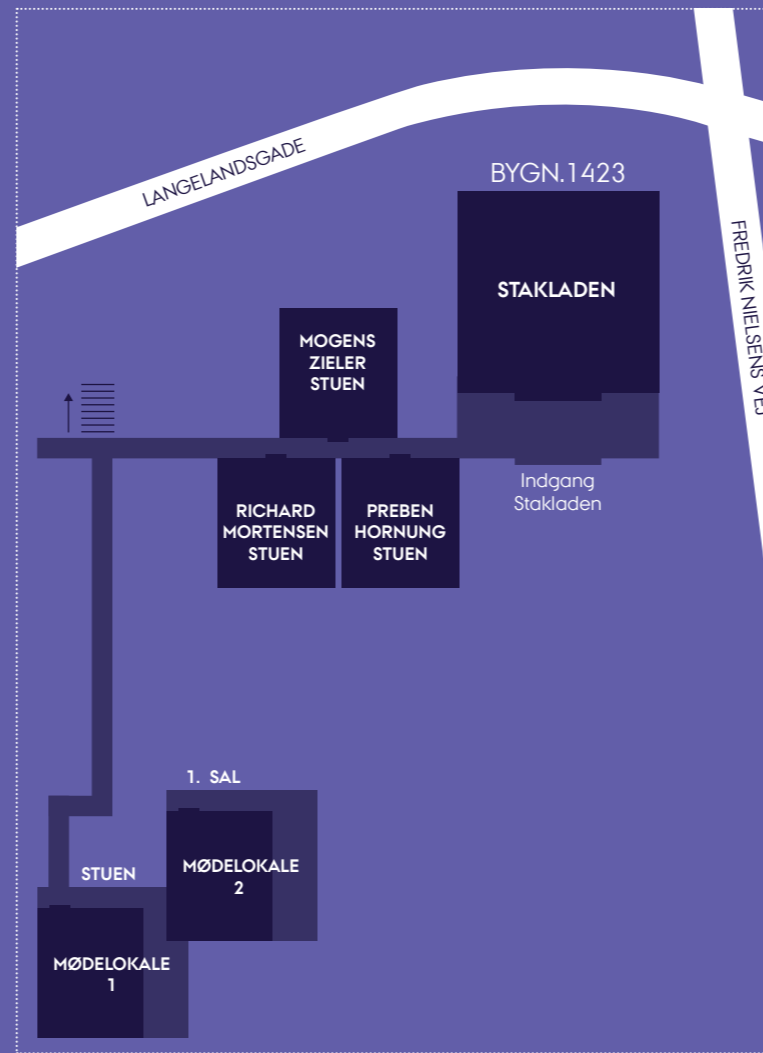 LANGELANDSGADE
BYGN.1423
FREDRIK NIELSENS VEJ
STAKLADEN
MOGENS
ZIELER
STUEN
Indgang
Stakladen
RICHARD
MORTENSEN
STUEN
PREBEN
HORNUNG
STUEN
1. SAL
MØDELOKALE
2
STUEN
MØDELOKALE
1